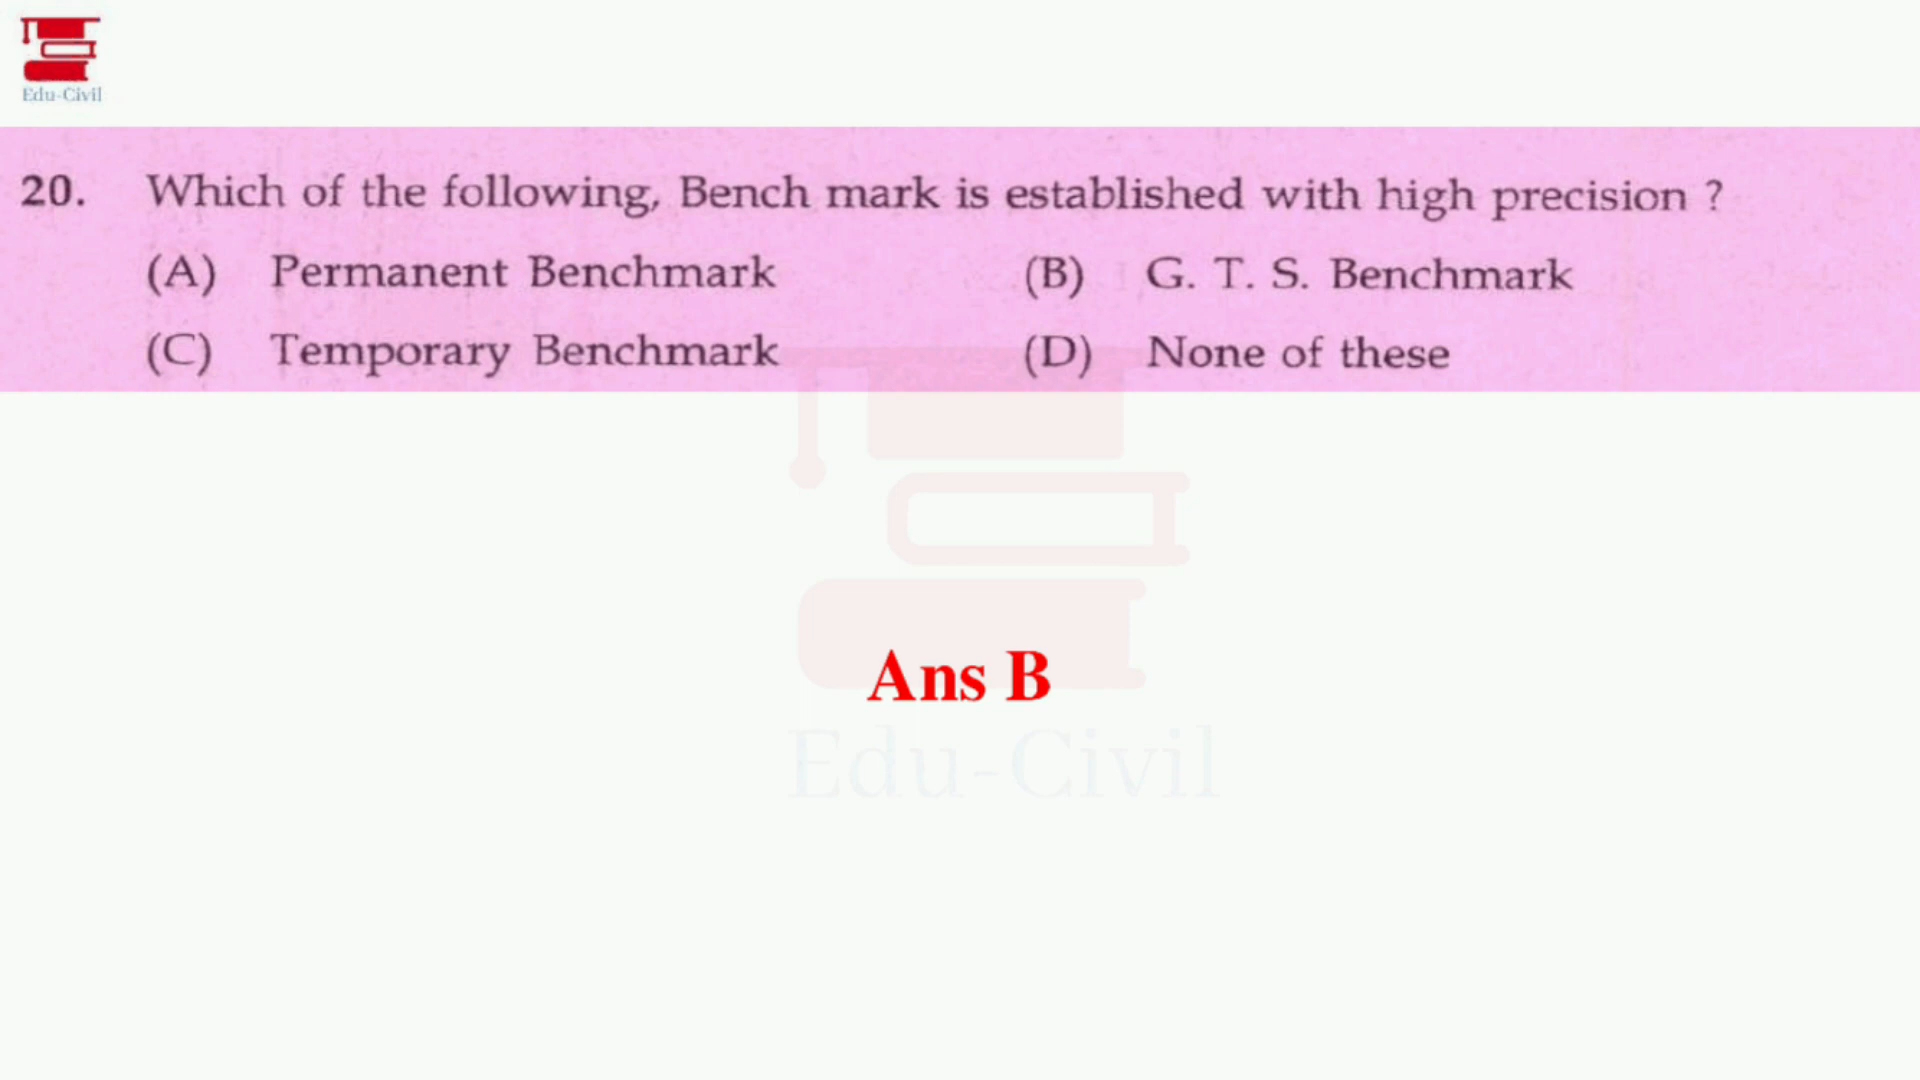 Edu-Civil
20. Which of the following, Bench mark is established with high precision ?
(A) Permanent Benchmark (B) G. T. S. Benchmark
(C) Temporary Benchmark (D) None of these
Ans B
Edu-Civil